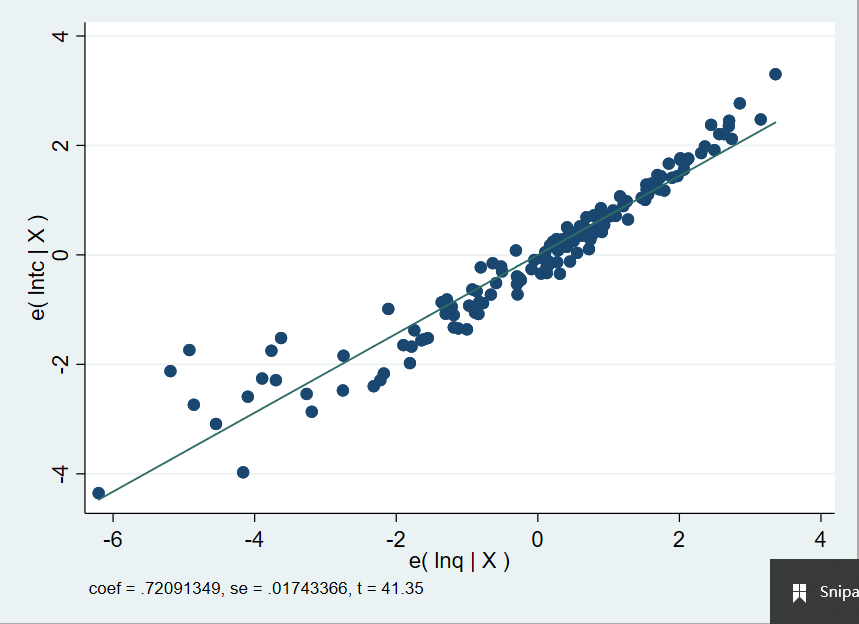 4
2
0
-2
-4
e( lntc | X )
-6
-4
-2
0
2
4
e( lnq | X )
coef = .72091349, se = .01743366, t = 41.35
Snipa